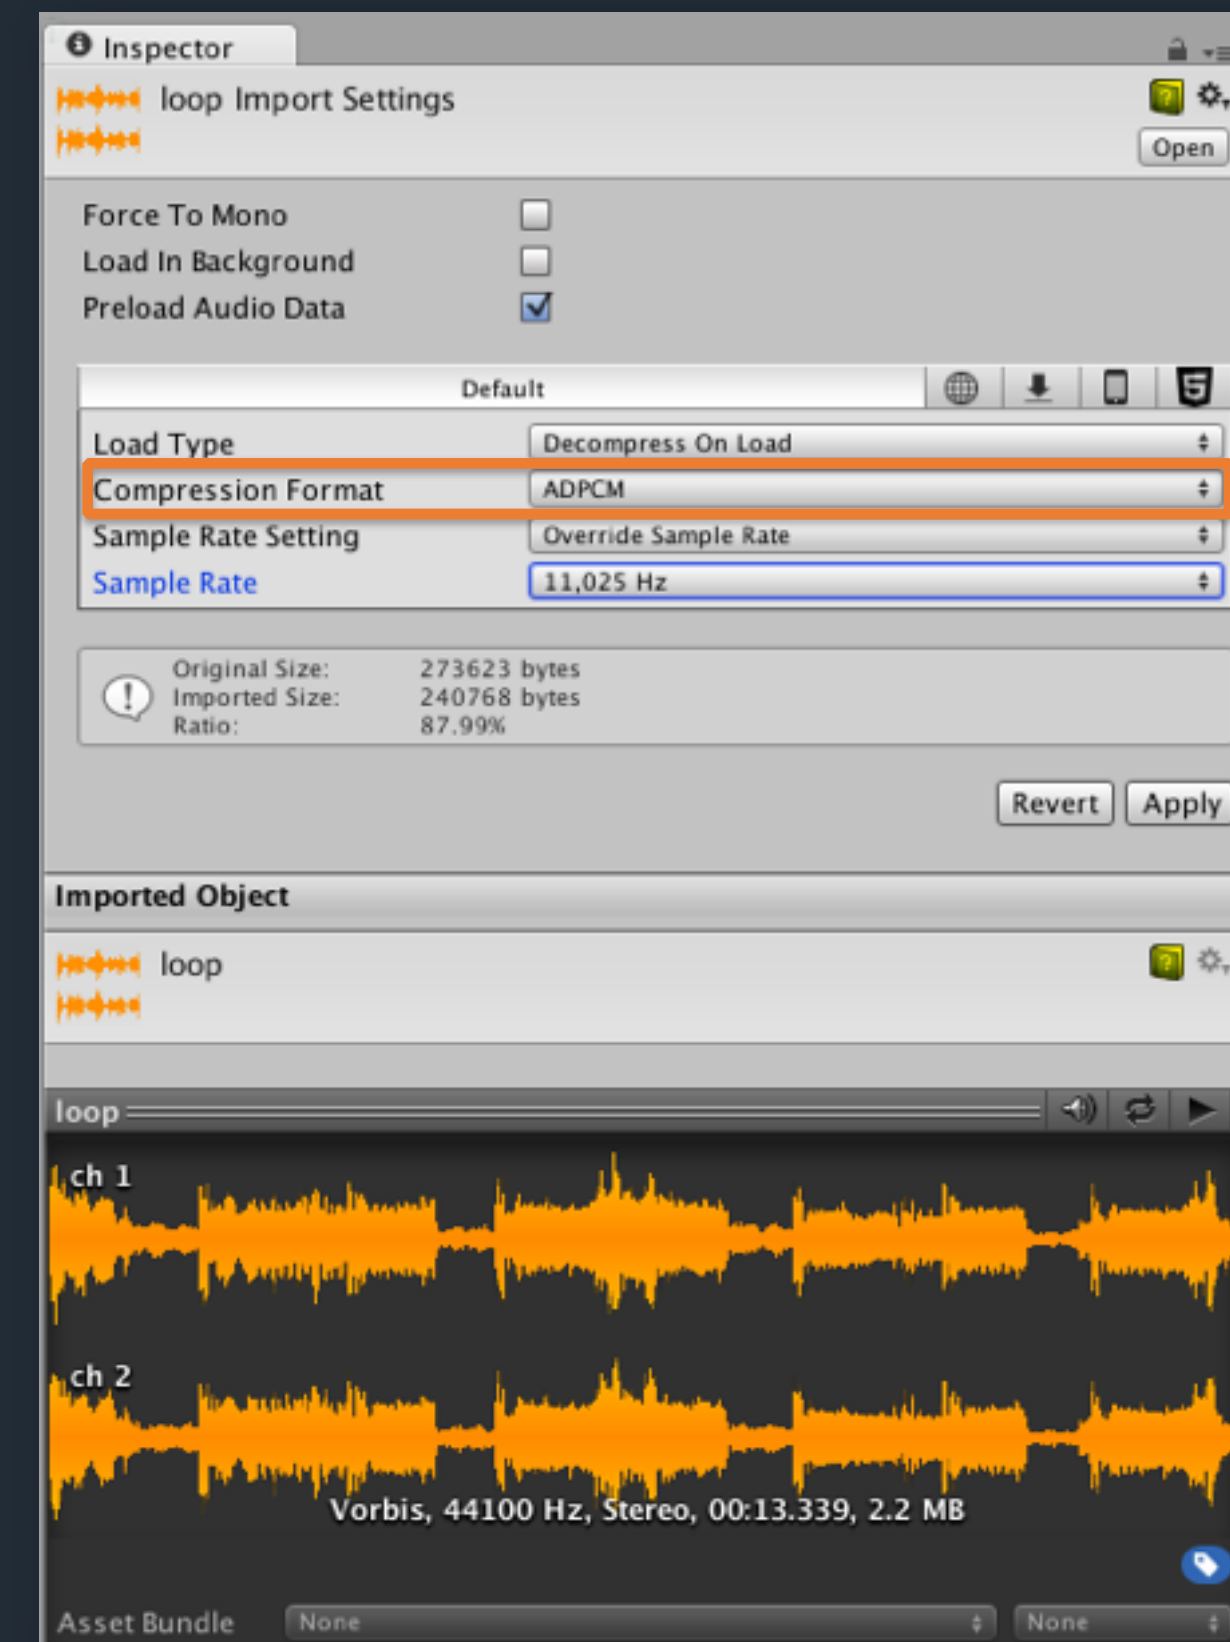 Inspector
loop Import Settings
Open
Force To Mono
Load In Background
Preload Audio Data
Default
Load Type Decompress On Load
Compression Format ADPCM
Sample Rate Setting Override Sample Rate
Sample Rate 11,025 Hz
Original Size: 273623 bytes
Imported Size: 240768 bytes
Ratio: 87.99%
Revert Apply
Imported Object
loop
loop
ch 1
ch 2
Vorbis, 44100 Hz, Stereo, 00:13.339, 2.2 MB
Asset Bundle None None